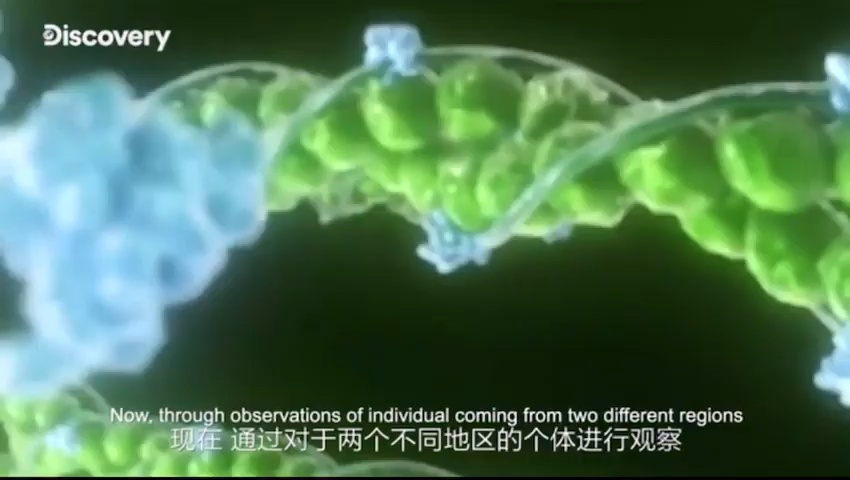 Discovery
Now, through observations of individual coming from two different regions
现在 通过对于两个不同地区的个体进行观察